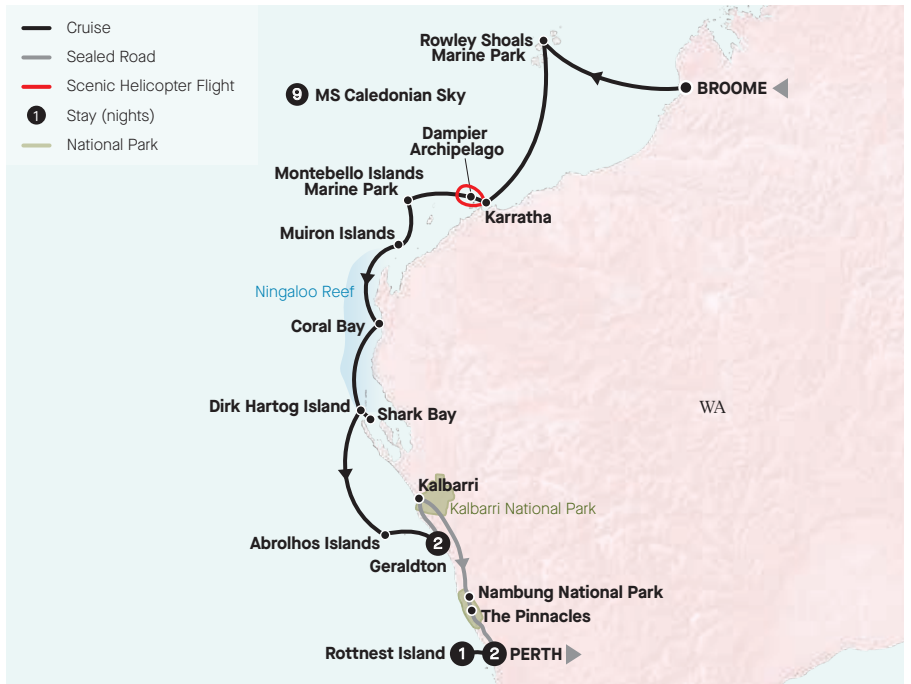 Cruise
Sealed Road
Scenic Helicopter Flight
1 Stay (nights)
National Park
Rowley Shoals
Marine Park
BROOME
9 MS Caledonian Sky
Dampier
Archipelago
Montebello Islands
Marine Park
Karratha
Muiron Islands
Ningaloo Reef
Coral Bay
Dirk Hartog Island
Shark Bay
WA
Kalbarri
Kalbarri National Park
Abrolhos Islands
2
Geraldton
Nambung National Park
The Pinnacles
Rottnest Island 1 2 PERTH